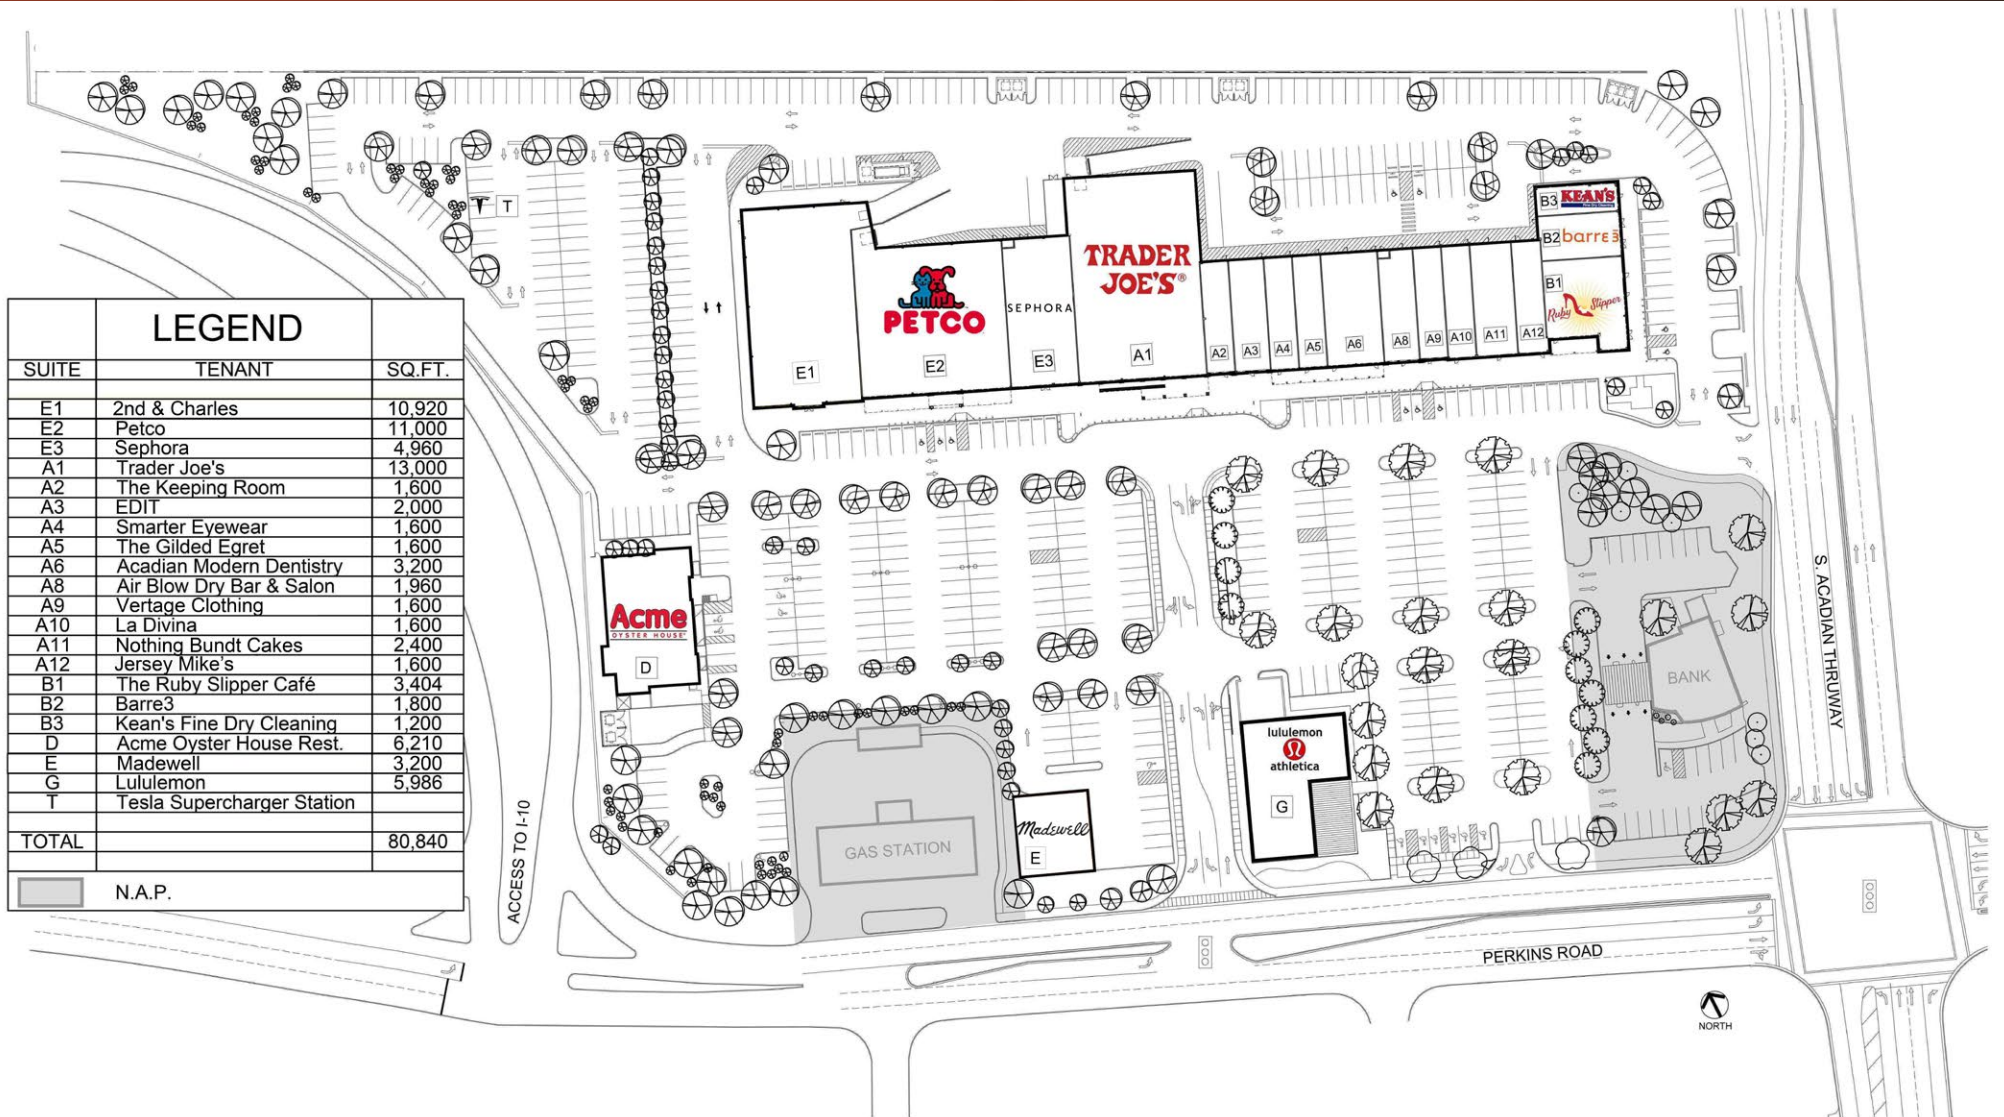 LEGEND
SUITE TENANT SQ.FT.
E1 2nd & Charles 10,920
E2 Petco 11,000
E3 Sephora 4,960
A1 Trader Joe's 13,000
A2 The Keeping Room 1,600
A3 EDIT 2,000
A4 Smarter Eyewear 1,600
A5 The Gilded Egret 1,600
A6 Acadian Modern Dentistry 3,200
A8 Air Blow Dry Bar & Salon 1,960
A9 Vertage Clothing 1,600
A10 La Divina 1,600
A11 Nothing Bundt Cakes 2,400
A12 Jersey Mike's 1,600
B1 The Ruby Slipper Café 3,404
B2 Barre3 1,800
B3 Kean's Fine Dry Cleaning 1,200
D Acme Oyster House Rest. 6,210
E Madewell 3,200
G Lululemon 5,986
T Tesla Supercharger Station
TOTAL 80,840
N.A.P.
T
E1
PETCO
E2
SEPHORA
E3
TRADER
JOE'S®
A1
A2
A3
A4
A5
A6
A8
A9
A10
A11
A12
B3 KEAN'S
B2 barre3
B1
Ruby Slipper
Acme
OYSTER HOUSE
D
GAS STATION
Madewell
E
lululemon
athletica
G
BANK
S. ACADIAN THRUWAY
ACCESS TO I-10
PERKINS ROAD
NORTH